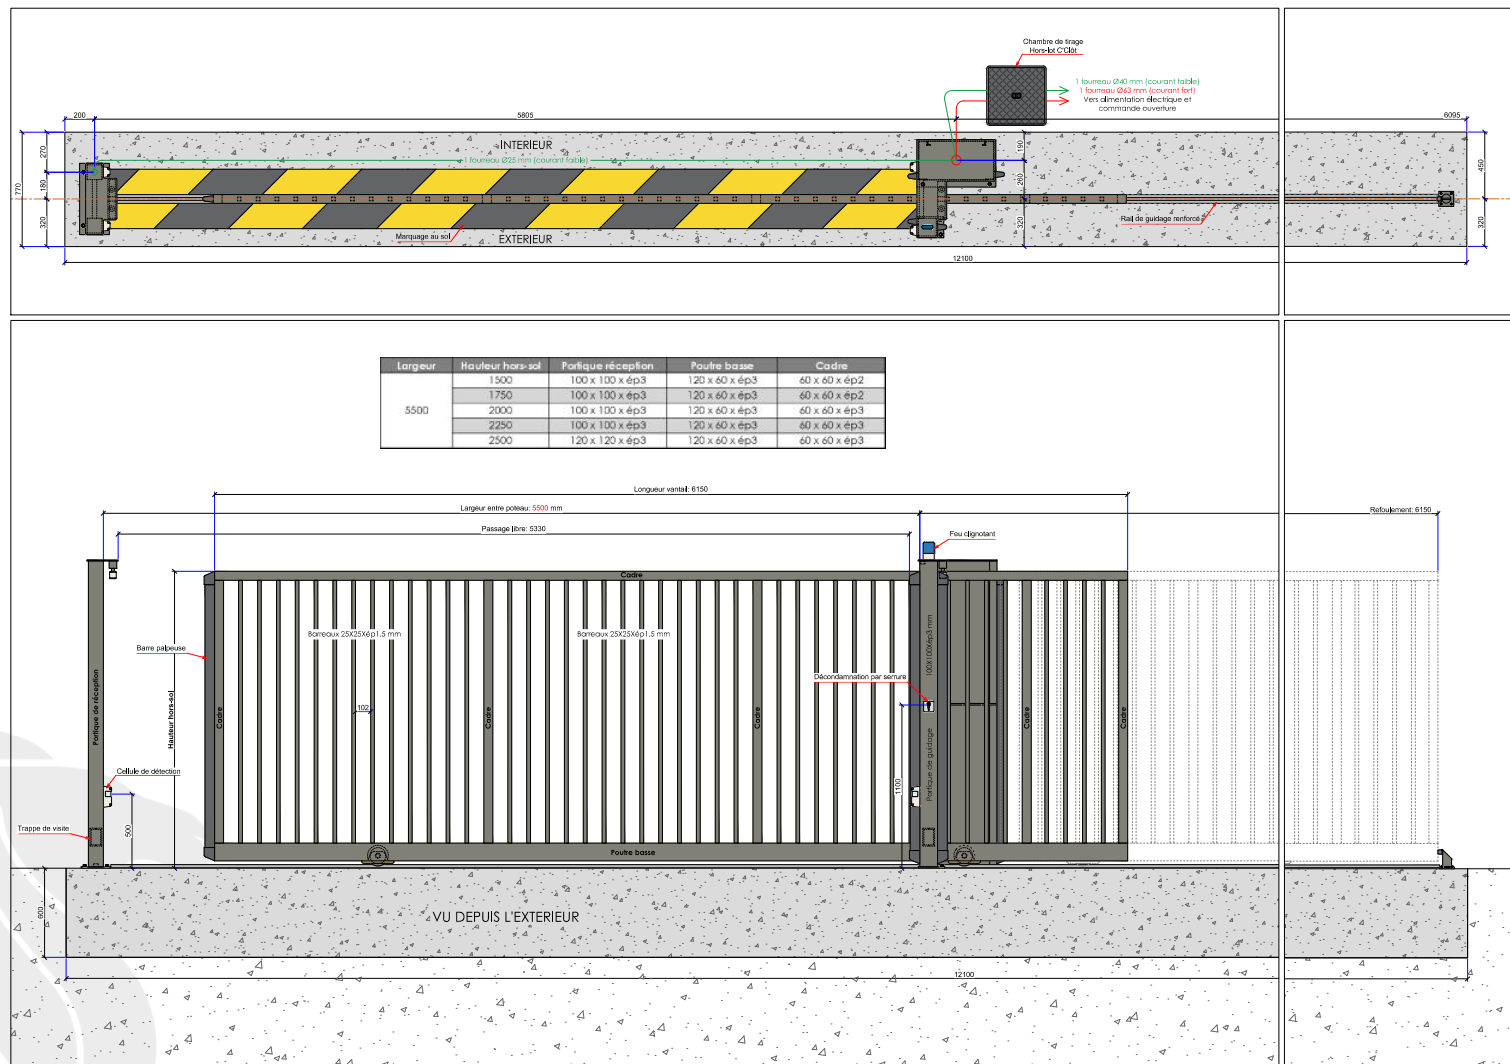 Chambre de tirage
Hors-lot C'Clôt
1 fourreau Ø40 mm (courant faible)
1 fourreau Ø63 mm (courant fort)
Vers alimentation électrique et
commande ouverture
200
5805
6095
INTERIEUR
1 fourreau Ø25 mm (courant faible)
770
270
180
320
190
260
320
450
320
Marquage au sol
EXTERIEUR
Rail de guidage renforcé
12100
Largeur Hauteur hors-sol Portique réception Poutre basse Cadre
5500
1500 100 x 100 x ép3 120 x 60 x ép3 60 x 60 x ép2
1750 100 x 100 x ép3 120 x 60 x ép3 60 x 60 x ép2
2000 100 x 100 x ép3 120 x 60 x ép3 60 x 60 x ép3
2250 100 x 100 x ép3 120 x 60 x ép3 60 x 60 x ép3
2500 120 x 120 x ép3 120 x 60 x ép3 60 x 60 x ép3
Longueur vantail: 6150
Largeur entre poteau: 5500 mm
Refoulement: 6150
Passage libre: 5330
Feu clignotant
Cadre
Barreaux 25X25Xép1.5 mm
Barreaux 25X25Xép1.5 mm
100X100Xép3 mm
Barre palpeuse
Portique de réception
Hauteur hors-sol
Décondamnation par serrure
102
Cadre
Cadre
Cadre
Cadre
Cadre
Portique de guidage
Cellule de détection
1100
500
Trappe de visite
Poutre basse
600
VU DEPUIS L'EXTERIEUR
12100